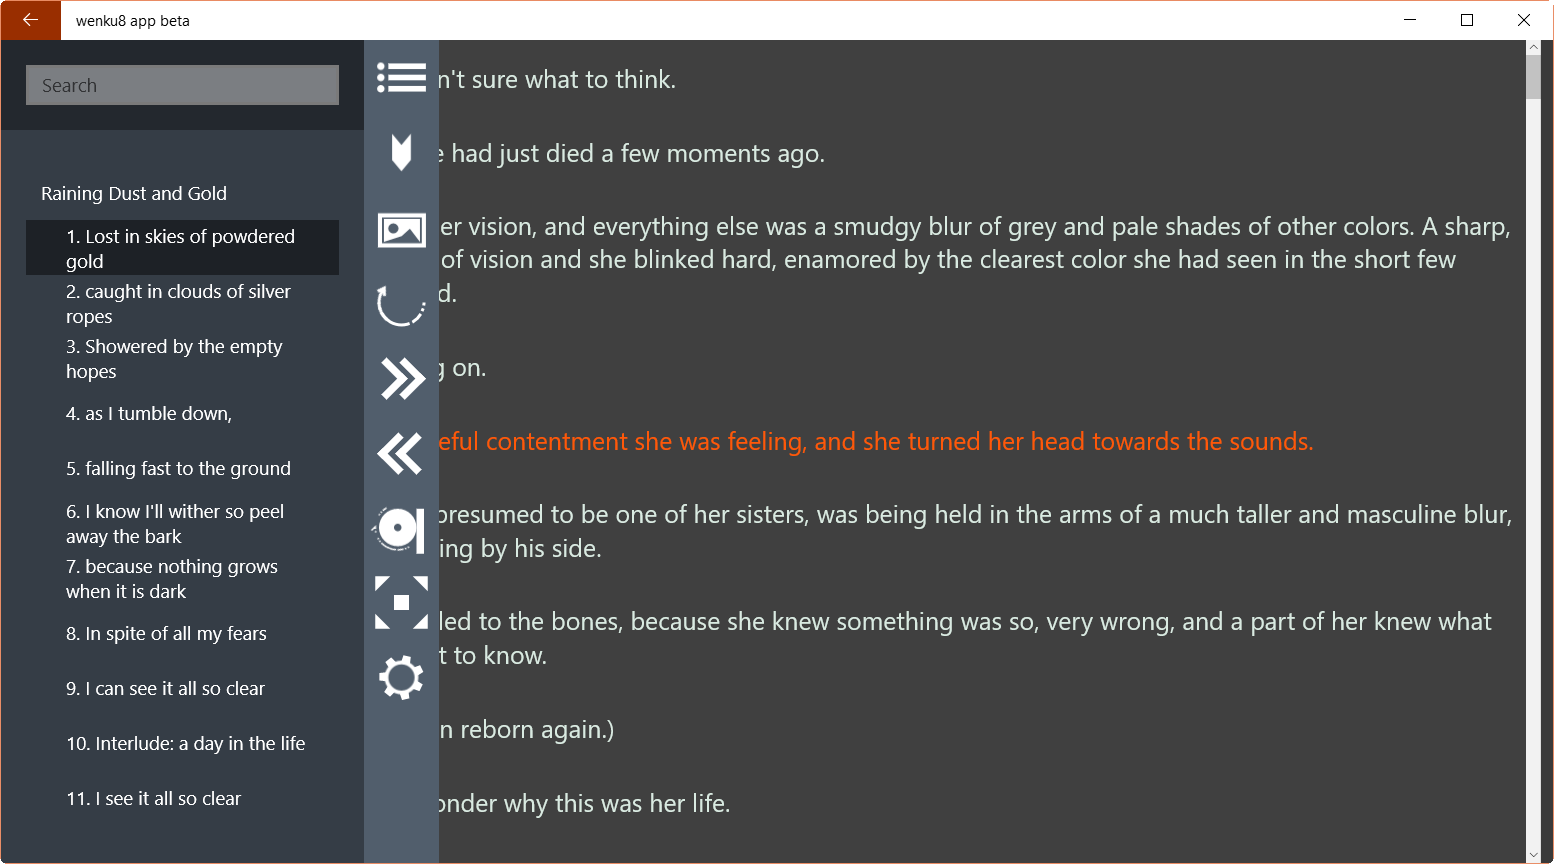 wenku8 app beta
Search
Raining Dust and Gold
1. Lost in skies of powdered
gold
2. caught in clouds of silver
ropes
3. Showered by the empty
hopes
4. as I tumble down,
5. falling fast to the ground
6. I know I'll wither so peel
away the bark
7. because nothing grows
when it is dark
8. In spite of all my fears
9. I can see it all so clear
10. Interlude: a day in the life
11. I see it all so clear
n't sure what to think.
e had just died a few moments ago.
er vision, and everything else was a smudgy blur of grey and pale shades of other colors. A sharp,
of vision and she blinked hard, enamored by the clearest color she had seen in the short few
d.
g on.
eful contentment she was feeling, and she turned her head towards the sounds.
presumed to be one of her sisters, was being held in the arms of a much taller and masculine blur,
ing by his side.
led to the bones, because she knew something was so, very wrong, and a part of her knew what
t to know.
n reborn again.)
onder why this was her life.